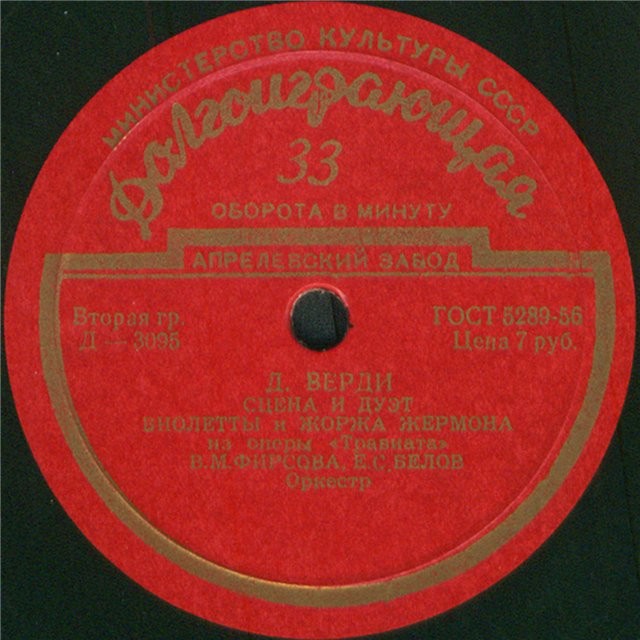 МИНИСТЕРСТВО КУЛЬТУРЫ СССР
Долгоиграющая
33
ОБОРОТА В МИНУТУ
АПРЕЛЕВСКИЙ ЗАВОД
Вторая гр.
Д — 3095
ГОСТ 5289-56
Цена 7 руб.
Д. ВЕРДИ
СЦЕНА И ДУЭТ
ВИОЛЕТТЫ и ЖОРЖА ЖЕРМОНА
из оперы «Травиата»
В. М. ФИРСОВА, Е. С. БЕЛОВ
Оркестр